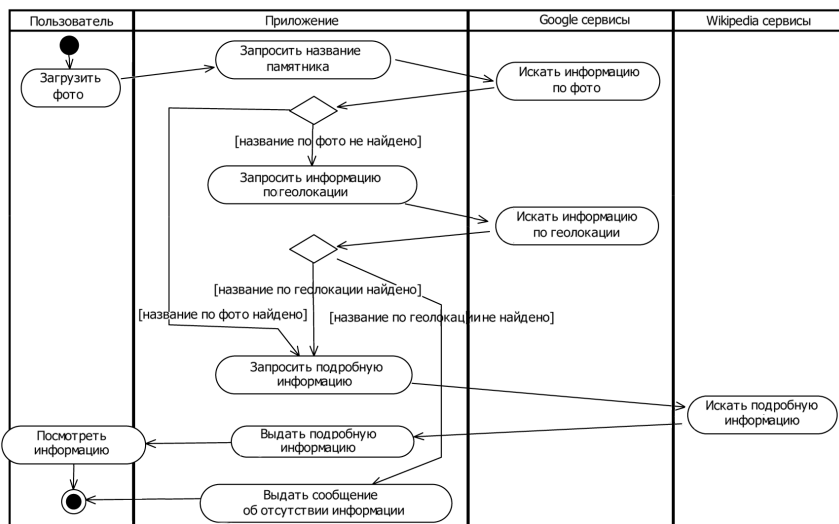 Пользователь
Приложение
Google сервисы
Wikipedia сервисы
Загрузить
фото
Запросить название
памятника
Искать информацию
по фото
[название по фото не найдено]
Запросить информацию
по геолокации
Искать информацию
по геолокации
[название по геолокации найдено]
[название по фото найдено]
[название по геолокации не найдено]
Запросить подробную
информацию
Искать подробную
информацию
Посмотреть
информацию
Выдать подробную
информацию
Выдать сообщение
об отсутствии информации